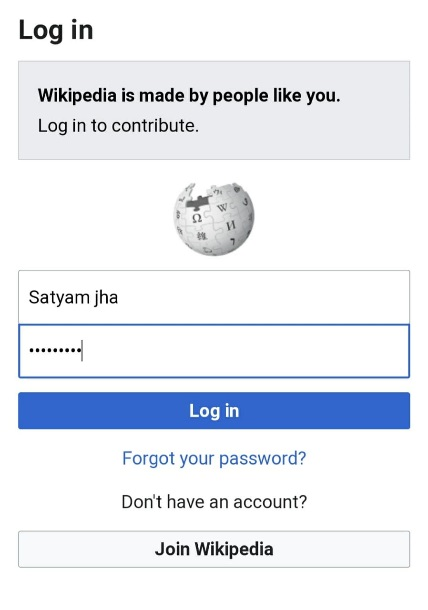 Log in
Wikipedia is made by people like you.
Log in to contribute.
Ω W И
Satyam jha
•••••••••
Log in
Forgot your password?
Don't have an account?
Join Wikipedia